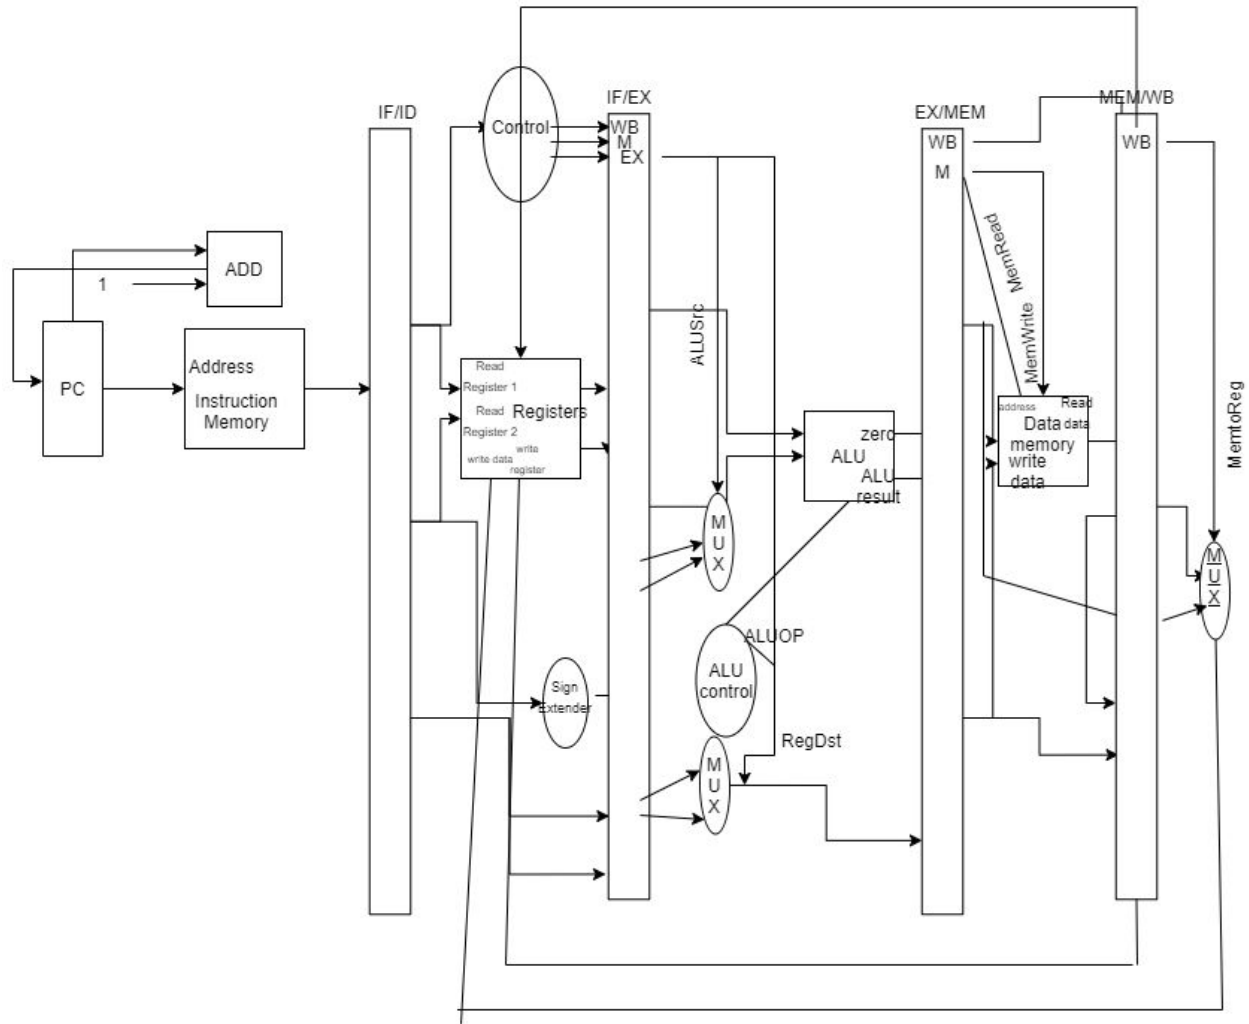 IF/ID
IF/EX
EX/MEM
MEM/WB
Control
WB
M
EX
WB
M
WB
ADD
1
PC
Address
Instruction
Memory
Read
Register 1
Read
Register 2
Registers
write
write data
register
ALUSrc
MemRead
MemWrite
address
Read
data
Data
memory
write
data
zero
ALU
ALU
result
MemtoReg
M
U
X
M
U
X
ALUOP
ALU
control
Sign
Extender
RegDst
M
U
X